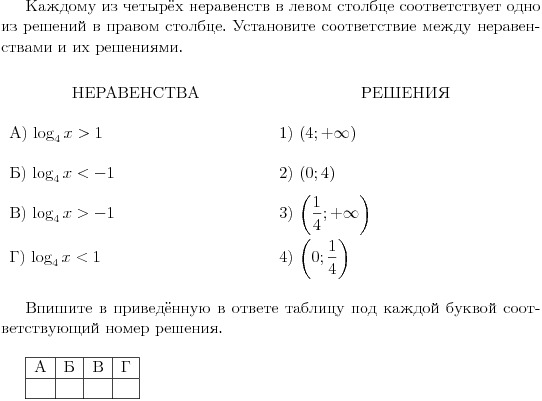 Каждому из четырёх неравенств в левом столбце соответствует одно
из решений в правом столбце. Установите соответствие между неравен-
ствами и их решениями.
НЕРАВЕНСТВА РЕШЕНИЯ
А) log₄ x > 1 1) (4; +∞)
Б) log₄ x < −1 2) (0; 4)
В) log₄ x > −1 3) (1/4; +∞)
Г) log₄ x < 1 4) (0; 1/4)
Впишите в приведённую в ответе таблицу под каждой буквой соот-
ветствующий номер решения.
А Б В Г